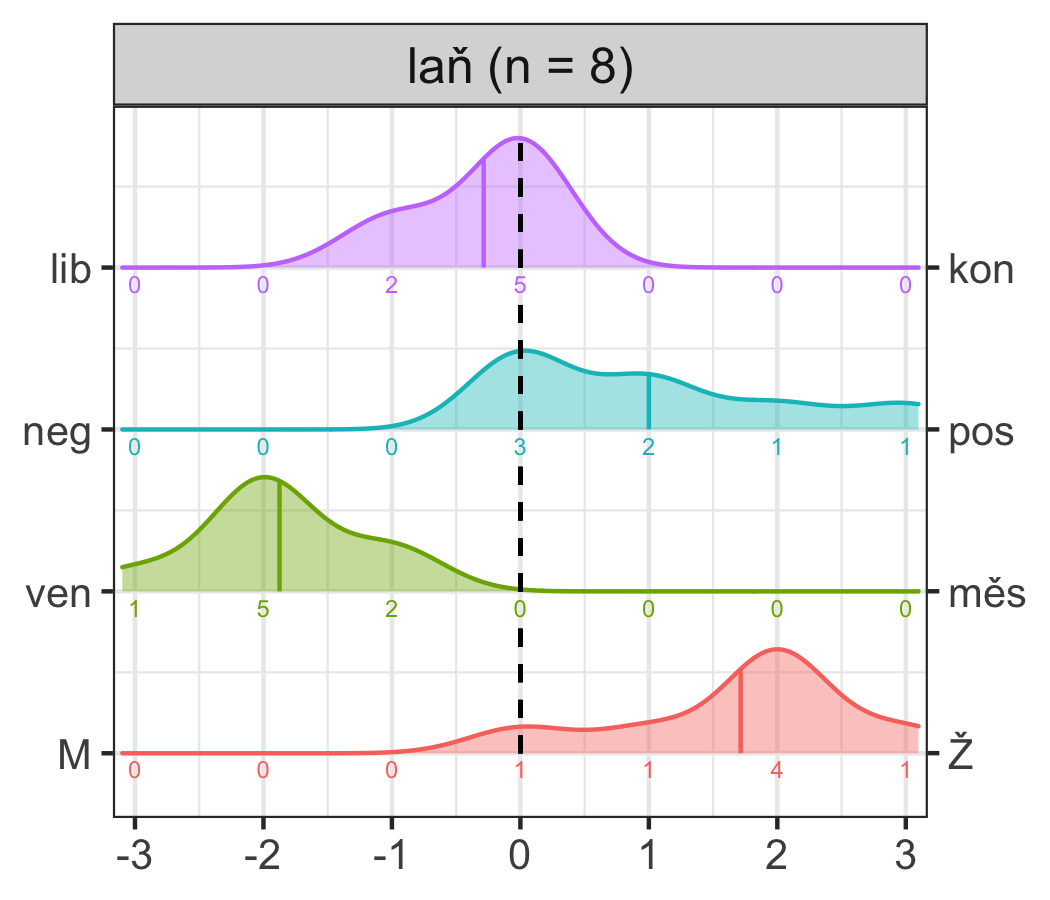 laň (n = 8)
lib 0 0 2 5 0 0 0 kon
neg 0 0 0 3 2 1 1 pos
ven 1 5 2 0 0 0 0 měs
M 0 0 0 1 1 4 1 Ž
-3 -2 -1 0 1 2 3